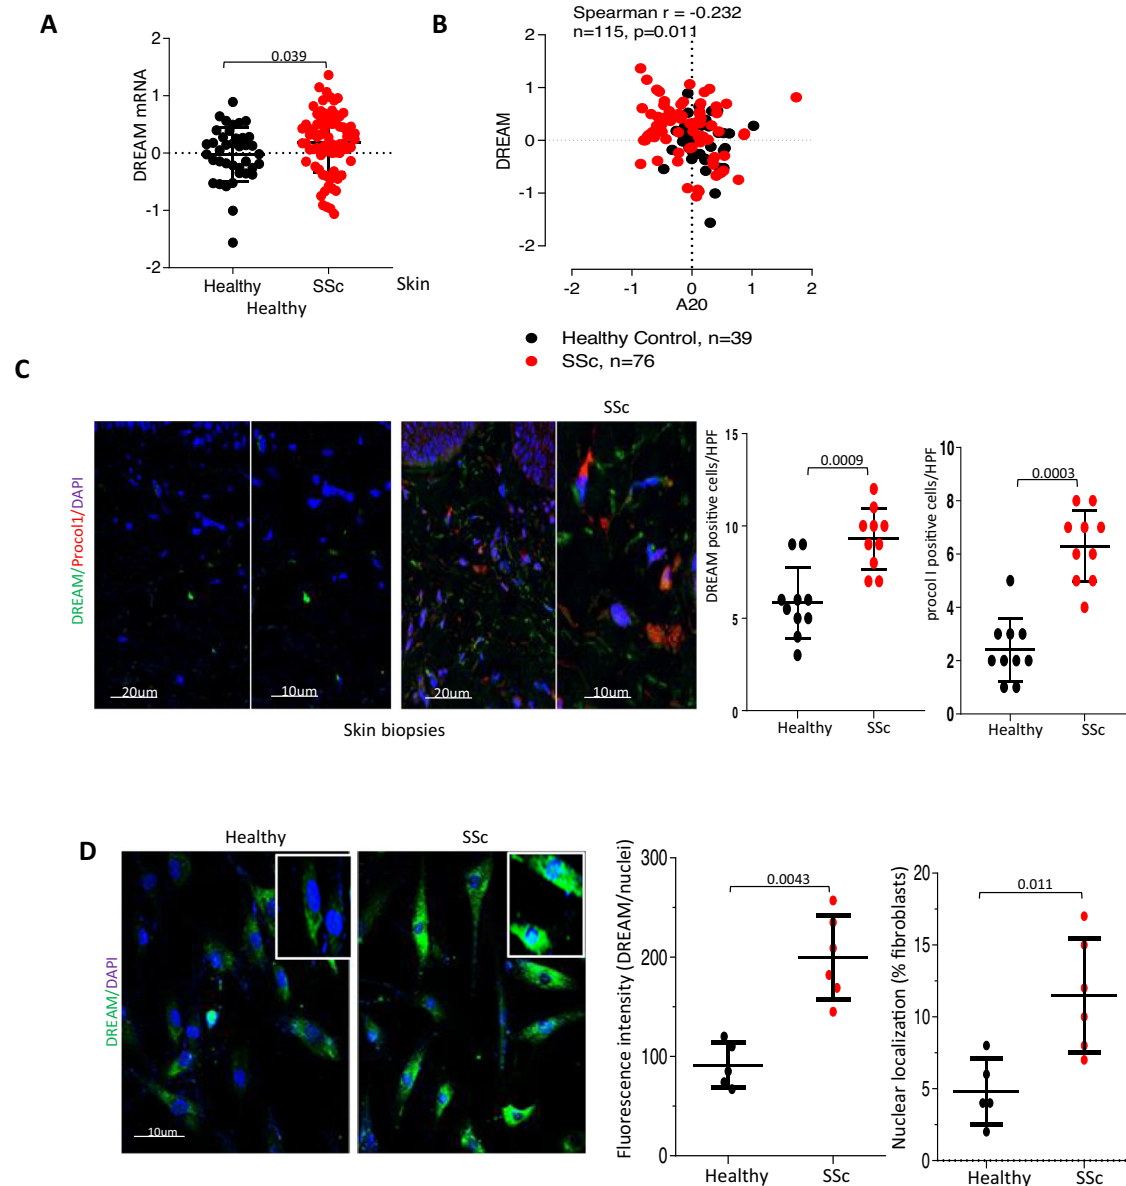 A
2
1
0
-1
-2
DREAM mRNA
0.039
Healthy
SSc
Skin
Healthy
B
Spearman r = -0.232
n=115, p=0.011
2
1
0
-1
-2
DREAM
-2
-1
0
1
2
A20
Healthy Control, n=39
SSc, n=76
C
SSc
DREAM/Procol1/DAPI
20um
10um
20um
10um
Skin biopsies
15
10
5
0
DREAM positive cells/HPF
0.0009
Healthy
SSc
10
8
6
4
2
0
procol I positive cells/HPF
0.0003
Healthy
SSc
D
Healthy
SSc
DREAM/DAPI
10um
300
200
100
0
Fluorescence intensity (DREAM/nuclei)
0.0043
Healthy
SSc
20
15
10
5
0
Nuclear localization (% fibroblasts)
0.011
Healthy
SSc